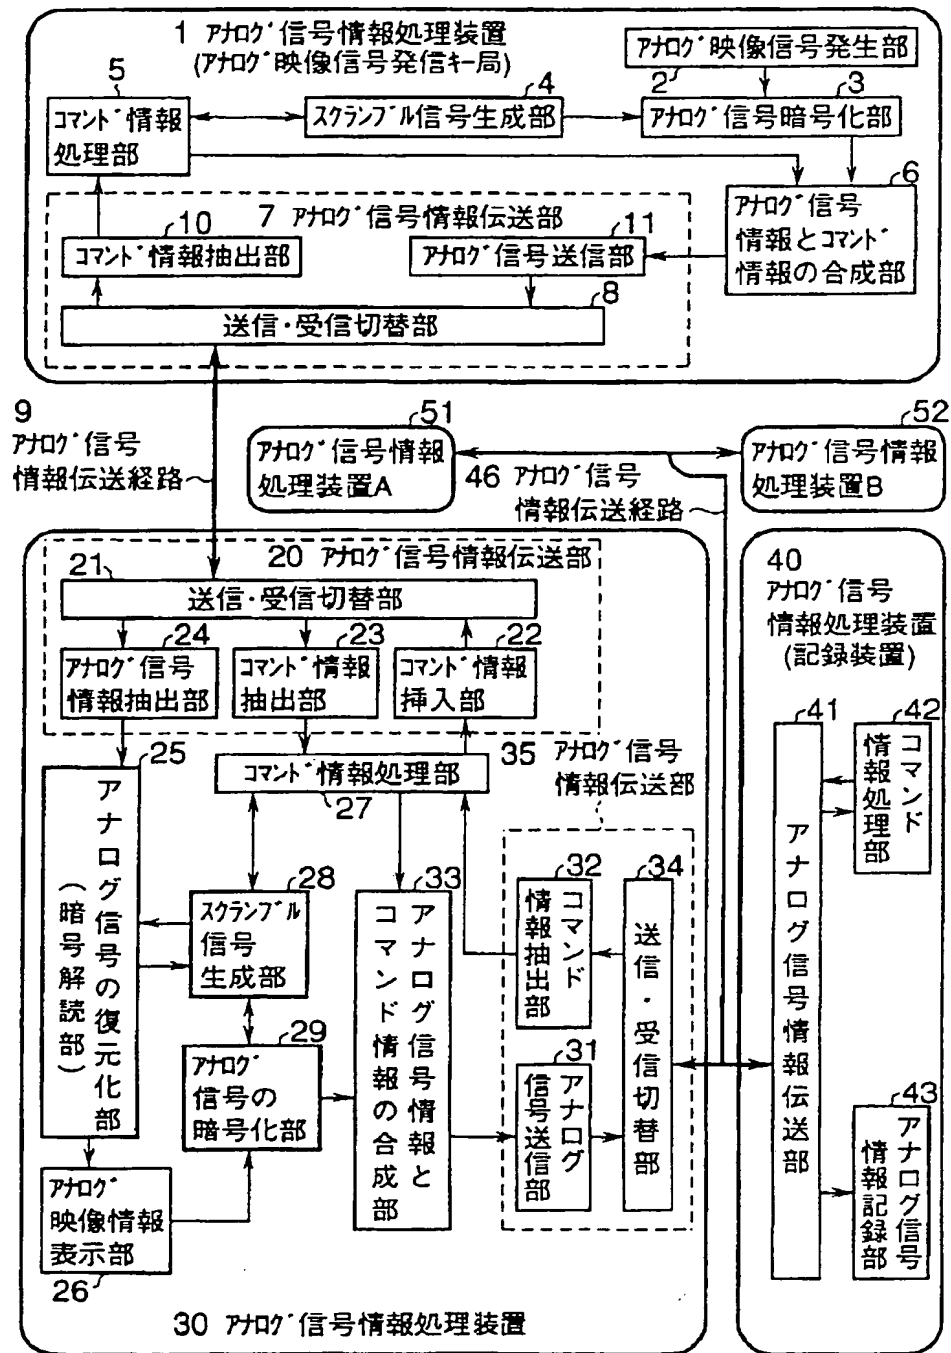 1 アナログ信号情報処理装置
(アナログ映像信号発信キー局)
アナログ映像信号発生部
2
3
アナログ信号暗号化部
4
スクランブル信号生成部
5
コマンド情報
処理部
6
アナログ信号
情報とコマンド
情報の合成部
7 アナログ信号情報伝送部
10
コマンド情報抽出部
11
アナログ信号送信部
8
送信・受信切替部
9
アナログ信号
情報伝送経路
51
アナログ信号情報
処理装置A
46 アナログ信号
情報伝送経路
52
アナログ信号情報
処理装置B
20 アナログ信号情報伝送部
21
送信・受信切替部
24
アナログ信号
情報抽出部
23
コマンド情報
抽出部
22
コマンド情報
挿入部
25
アナログ信号の復元化部
(暗号解読部)
コマンド情報処理部
27
35 アナログ信号
情報伝送部
28
スクランブル
信号
生成部
29
アナログ
信号の
暗号化部
33
アナログ信号情報と
コマンド情報の合成部
32
コマンド
情報抽出部
31
アナログ
信号送信部
34
送信・受信切替部
アナログ
映像情報
表示部
26
30 アナログ信号情報処理装置
40
アナログ信号
情報処理装置
(記録装置)
41
アナログ信号情報伝送部
42
コマンド
情報処理部
43
アナログ信号
情報記録部